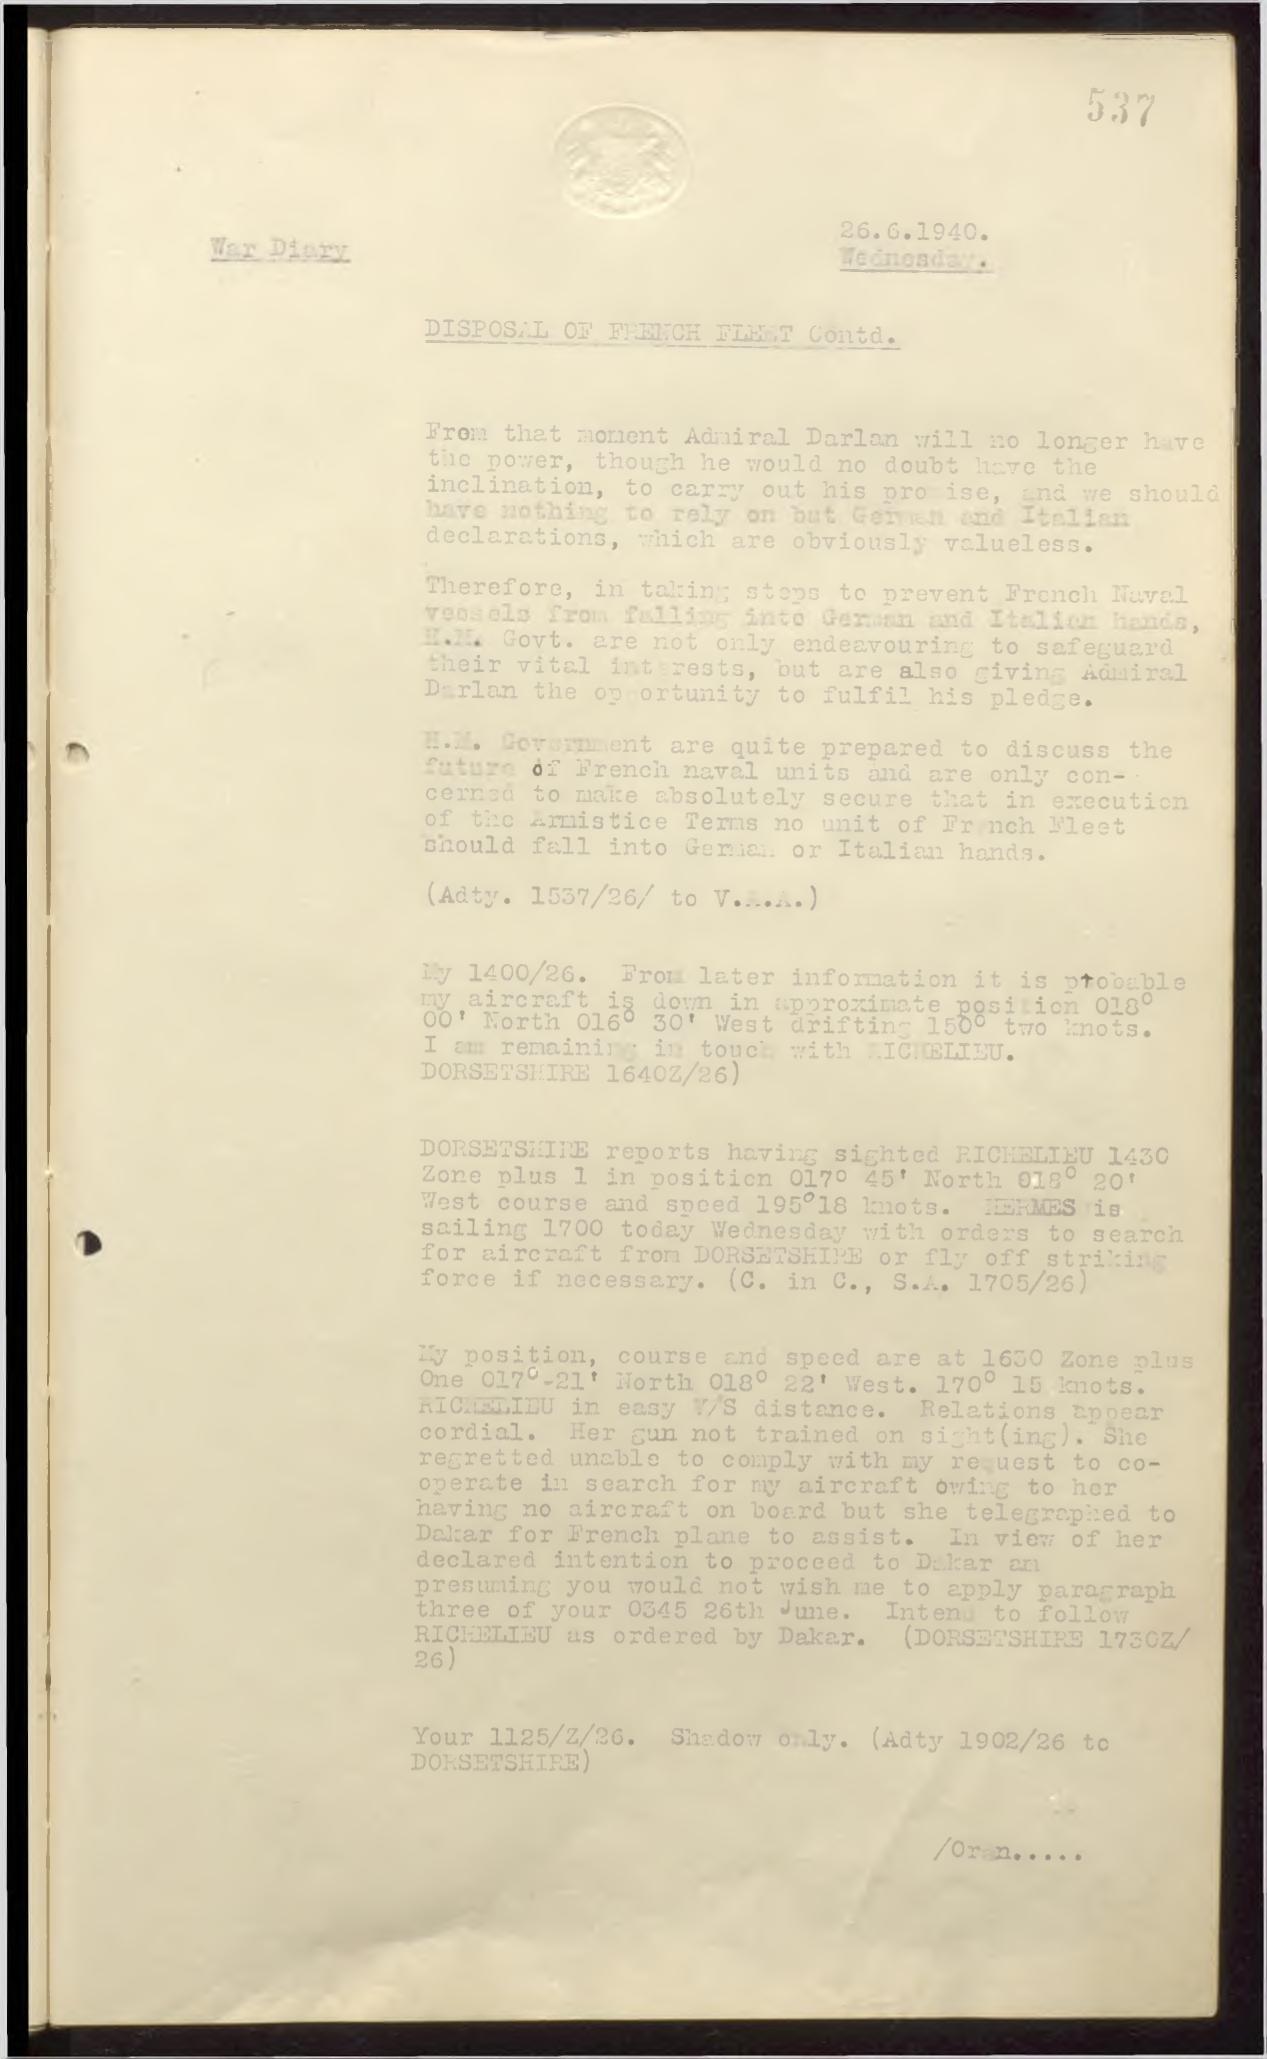 537
War Diary
26.6.1940.
Wednesday.
DISPOSAL OF FRENCH FLEET Contd.
From that moment Admiral Darlan will no longer have
the power, though he would no doubt have the
inclination, to carry out his promise, and we should
have nothing to rely on but German and Italian
declarations, which are obviously valueless.
Therefore, in taking steps to prevent French Naval
vessels from falling into German and Italian hands,
H.M. Govt. are not only endeavouring to safeguard
their vital interests, but are also giving Admiral
Darlan the opportunity to fulfil his pledge.
H.M. Government are quite prepared to discuss the
future of French naval units and are only con-
cerned to make absolutely secure that in execution
of the Armistice Terms no unit of French Fleet
should fall into German or Italian hands.
(Adty. 1537/26/ to
My 1400/26. From later information it is probable
my aircraft is down in approximate position 018°
00' North 016° 30' West drifting 150° two knots.
I am remaining in touch with RICHELIEU.
DORSETSHIRE 1640Z/26)
DORSETSHIRE reports having sighted RICHELIEU 1430
Zone plus 1 in position 017° 45' North 018° 20'
West course and speed 195°18 knots. HERMES is
sailing 1700 today Wednesday with orders to search
for aircraft from DORSETSHIRE or fly off striking
force if necessary. (C. in C., S.A. 1705/26)
My position, course and speed are at 1630 Zone plus
One 017°-21' North 018° 22' West. 170° 15 knots.
RICHELIEU in easy V/S distance. Relations appear
cordial. Her gun not trained on sight(ing). She
regretted unable to comply with my request to co-
operate in search for my aircraft owing to her
having no aircraft on board but she telegraphed to
Dakar for French plane to assist. In view of her
declared intention to proceed to Dakar am
presuming you would not wish me to apply paragraph
three of your 0345 26th June. Intend to follow
RICHELIEU as ordered by Dakar. (DORSETSHIRE 1730Z/
26)
Your 1125/Z/26. Shadow only. (Adty 1902/26 to
DORSETSHIRE)
/Oran.....